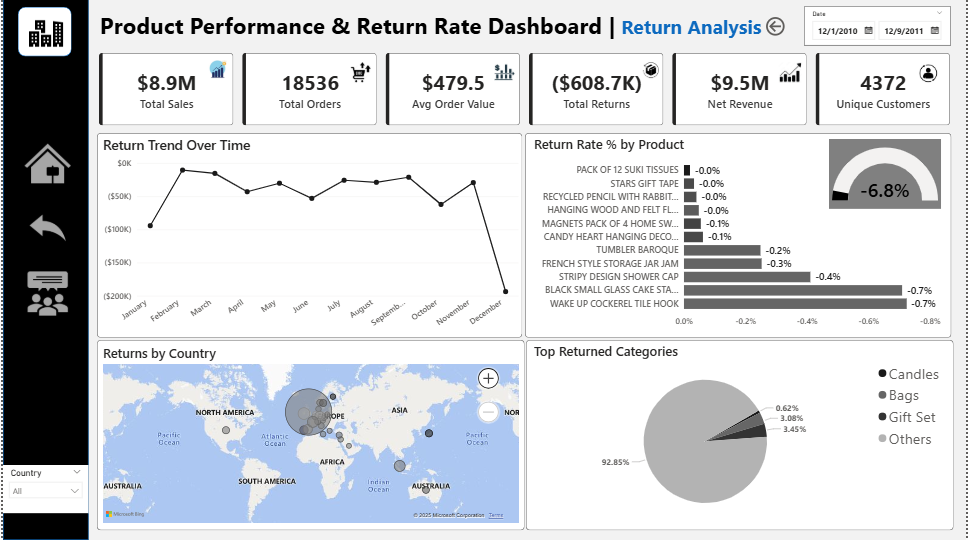 Product Performance & Return Rate Dashboard | Return Analysis
Date
12/1/2010 12/9/2011
$8.9M
Total Sales
18536
Total Orders
$479.5
Avg Order Value
($608.7K)
Total Returns
$9.5M
Net Revenue
4372
Unique Customers
Return Trend Over Time
$0K
($50K)
($100K)
($150K)
($200K)
January
February
March
April
May
June
July
August
Septemb...
October
November
December
Return Rate % by Product
-6.8%
PACK OF 12 SUKI TISSUES -0.0%
STARS GIFT TAPE -0.0%
RECYCLED PENCIL WITH RABBIT... -0.0%
HANGING WOOD AND FELT FL... -0.0%
MAGNETS PACK OF 4 HOME SW... -0.1%
CANDY HEART HANGING DECO... -0.1%
TUMBLER BAROQUE -0.2%
FRENCH STYLE STORAGE JAR JAM -0.3%
STRIPY DESIGN SHOWER CAP -0.4%
BLACK SMALL GLASS CAKE STA... -0.7%
WAKE UP COCKEREL TILE HOOK -0.7%
0.0% -0.2% -0.4% -0.6% -0.8%
Returns by Country
NORTH AMERICA
ROPE
ASIA
NOR
Pacific
Ocean
Atlantic
Ocean
Pacific
Ocean
AFRICA
SOUTH AMERICA
Indian
Ocean
AUSTRALIA
AUSTRALIA
Microsoft Bing
© 2025 Microsoft Corporation Terms
Top Returned Categories
0.62%
3.08%
3.45%
92.85%
Candles
Bags
Gift Set
Others
Country
All